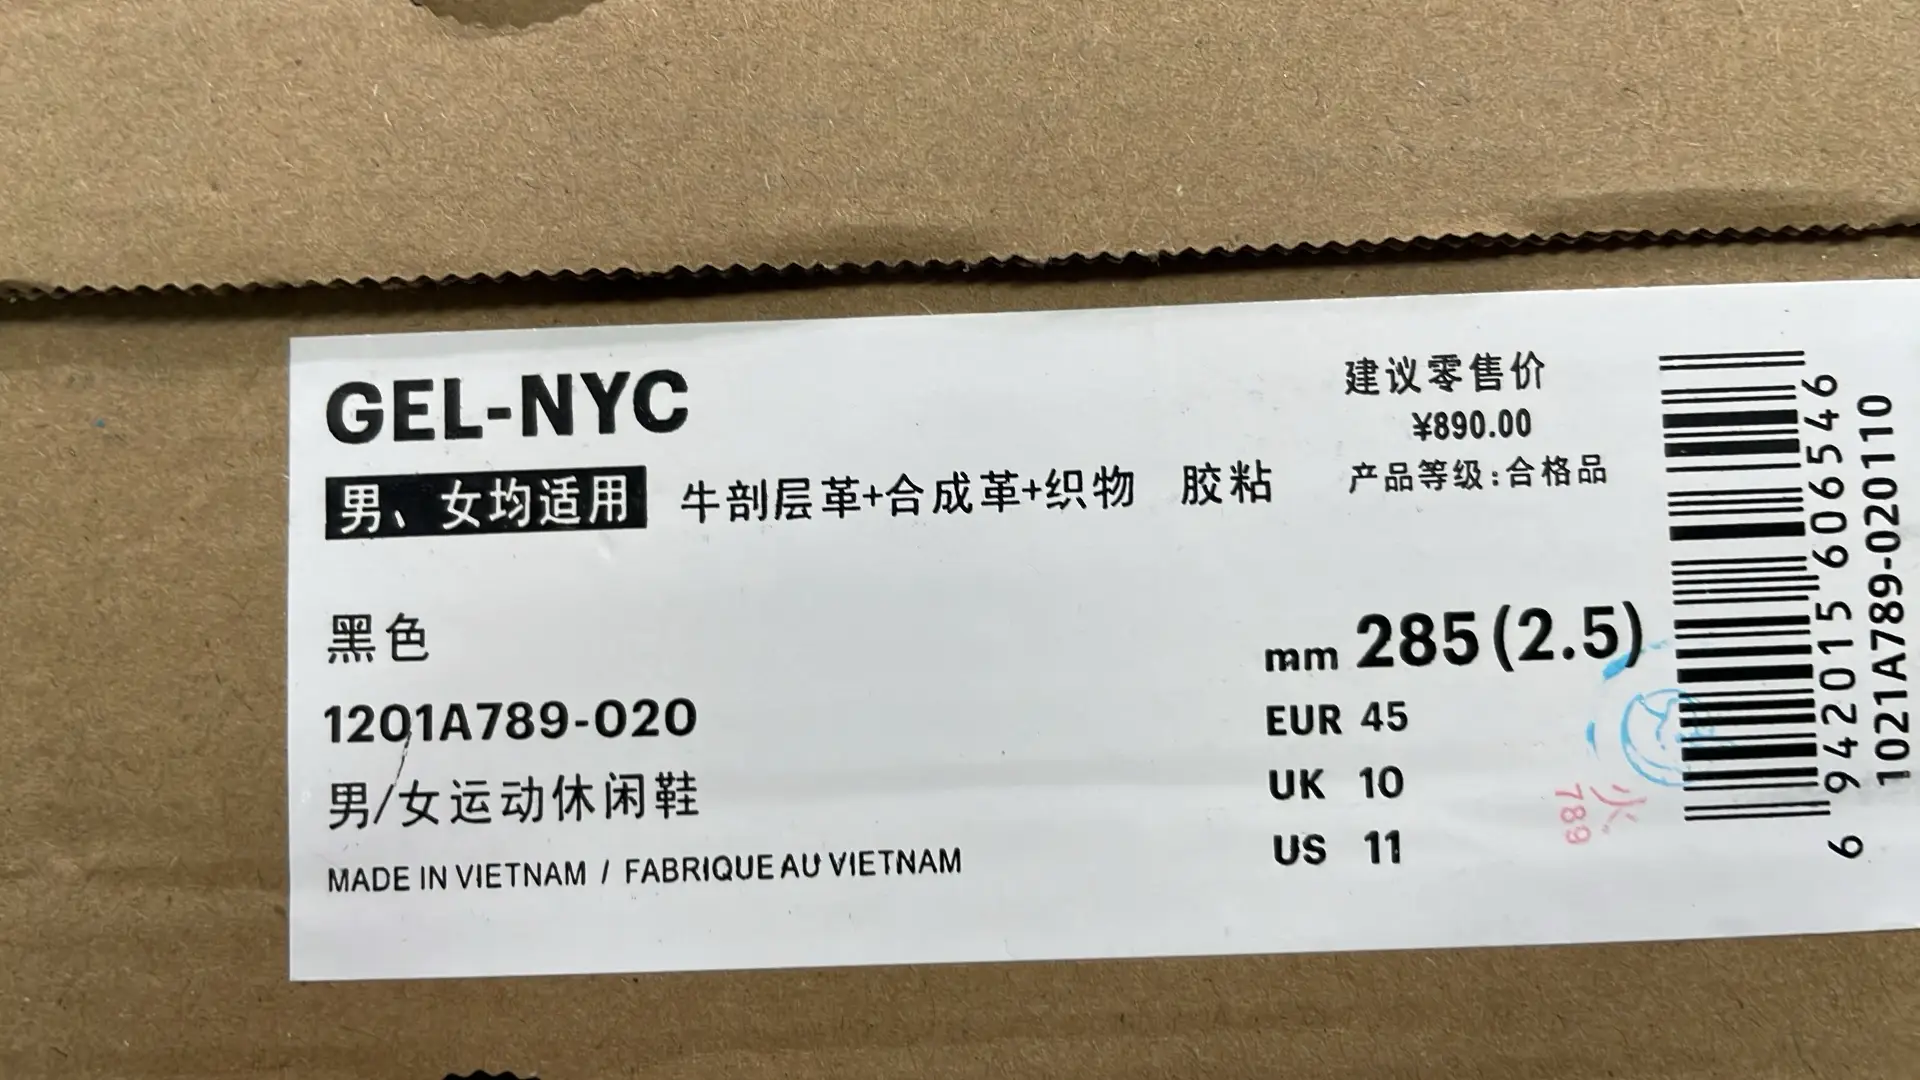 GEL-NYC
男、女均适用 牛剖层革+合成革+织物 胶粘
建议零售价
¥890.00
产品等级:合格品
黑色
1201A789-020
男/女运动休闲鞋
MADE IN VIETNAM / FABRIQUE AU VIETNAM
mm 285(2.5)
EUR 45
UK 10
US 11
6 942015 606546
1021A789-020110
789